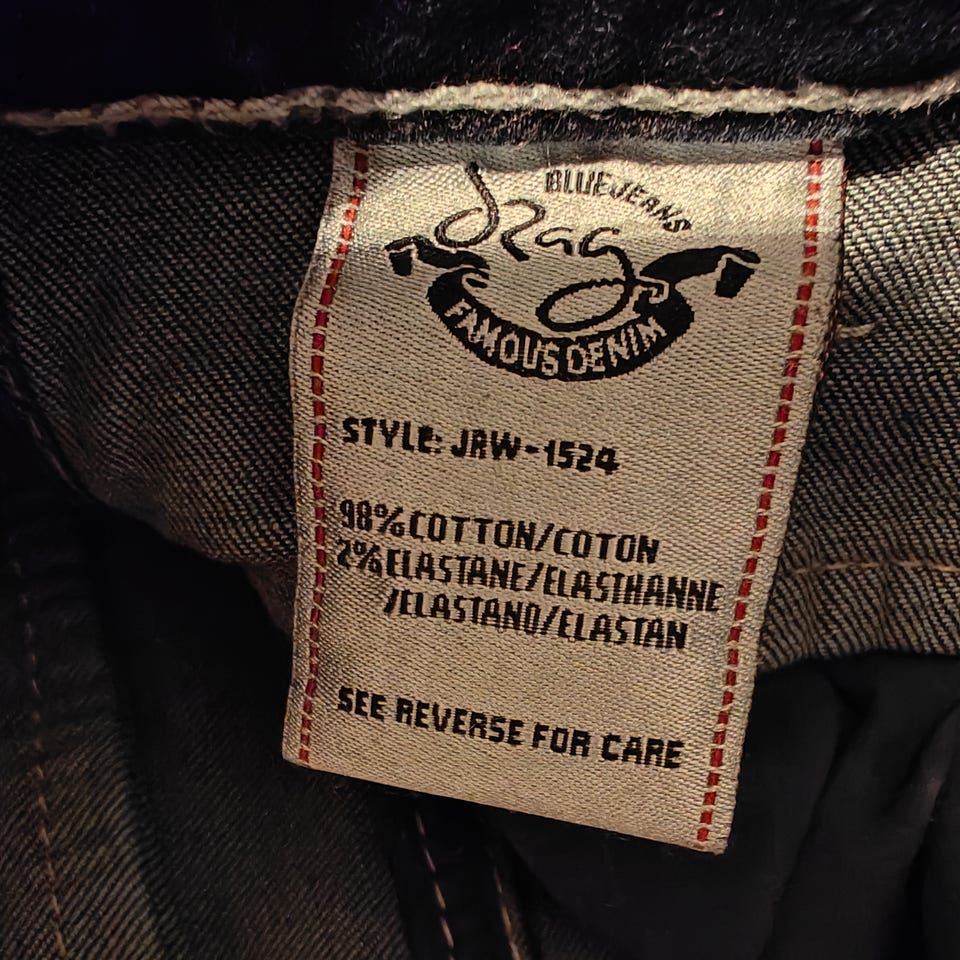 BLUE JEANS
J Rag
FAMOUS DENIM
STYLE: JRW-1524
98% COTTON/COTON
2% ELASTANE/ELASTHANNE
/ELASTANO/ELASTAN
SEE REVERSE FOR CARE